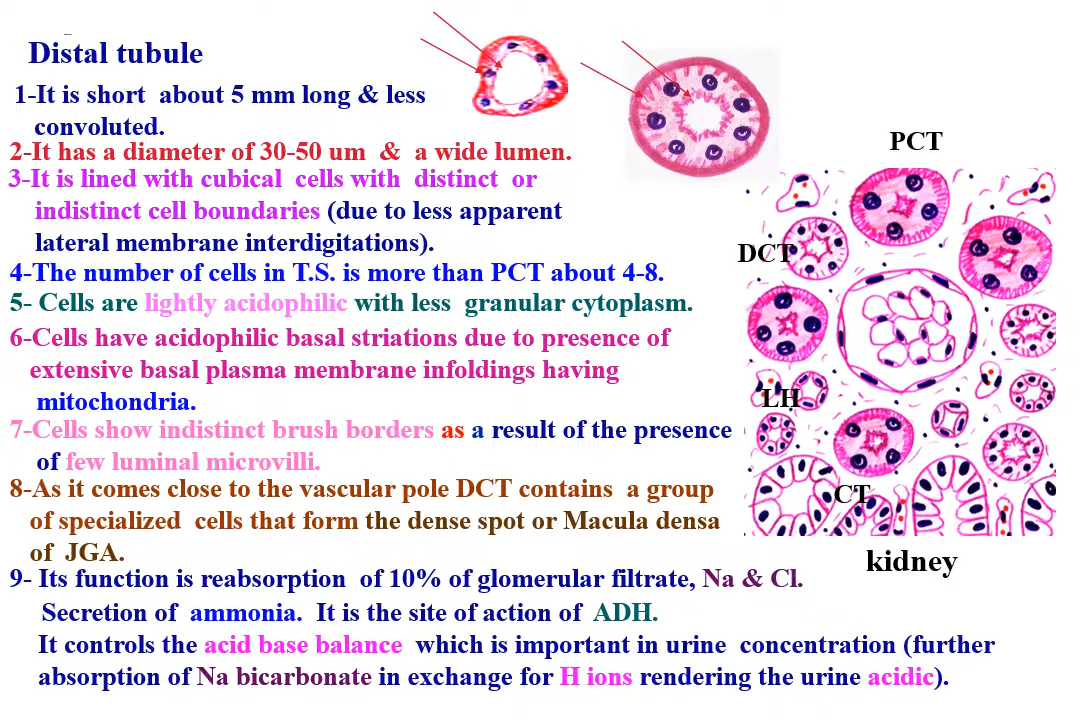 Distal tubule
1-It is short about 5 mm long & less
convoluted.
2-It has a diameter of 30-50 um & a wide lumen.
3-It is lined with cubical cells with distinct or
indistinct cell boundaries (due to less apparent
lateral membrane interdigitations).
4-The number of cells in T.S. is more than PCT about 4-8.
5- Cells are lightly acidophilic with less granular cytoplasm.
6-Cells have acidophilic basal striations due to presence of
extensive basal plasma membrane infoldings having
mitochondria.
7-Cells show indistinct brush borders as a result of the presence
of few luminal microvilli.
8-As it comes close to the vascular pole DCT contains a group
of specialized cells that form the dense spot or Macula densa
of JGA.
9- Its function is reabsorption of 10% of glomerular filtrate, Na & Cl.
Secretion of ammonia. It is the site of action of ADH.
It controls the acid base balance which is important in urine concentration (further
absorption of Na bicarbonate in exchange for H ions rendering the urine acidic).
PCT
DCT
LH
CT
kidney